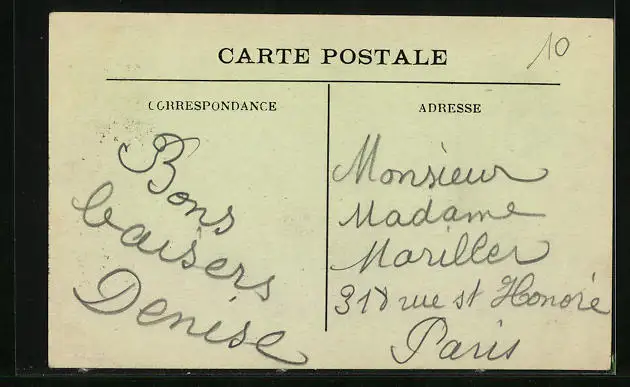 CARTE POSTALE
10
CORRESPONDANCE
ADRESSE
Bons
baisers
Denise
Monsieur
Madame
Mariller
318 rue st Honoré
Paris